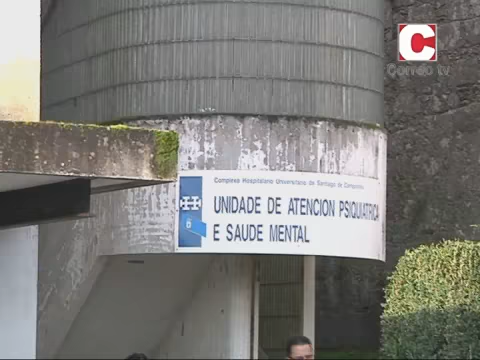 C
Correo tv
Complexo Hospitalario Universitario de Santiago de Compostela
UNIDADE DE ATENCION PSIQUIATRICA
E SAUDE MENTAL